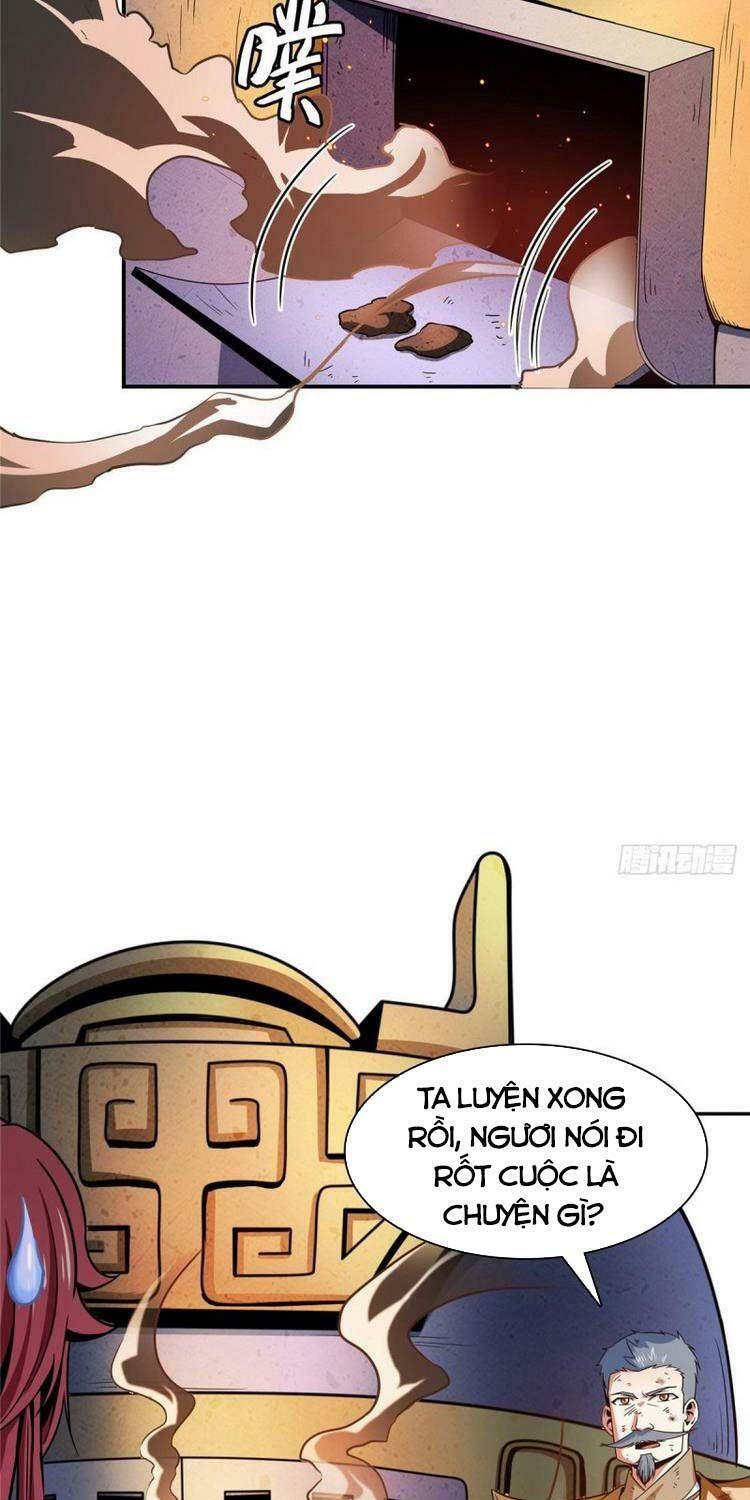 噗
腾讯动漫
TA LUYỆN XONG
RỒI, NGƯƠI NÓI ĐI
RỐT CUỘC LÀ
CHUYỆN GÌ?